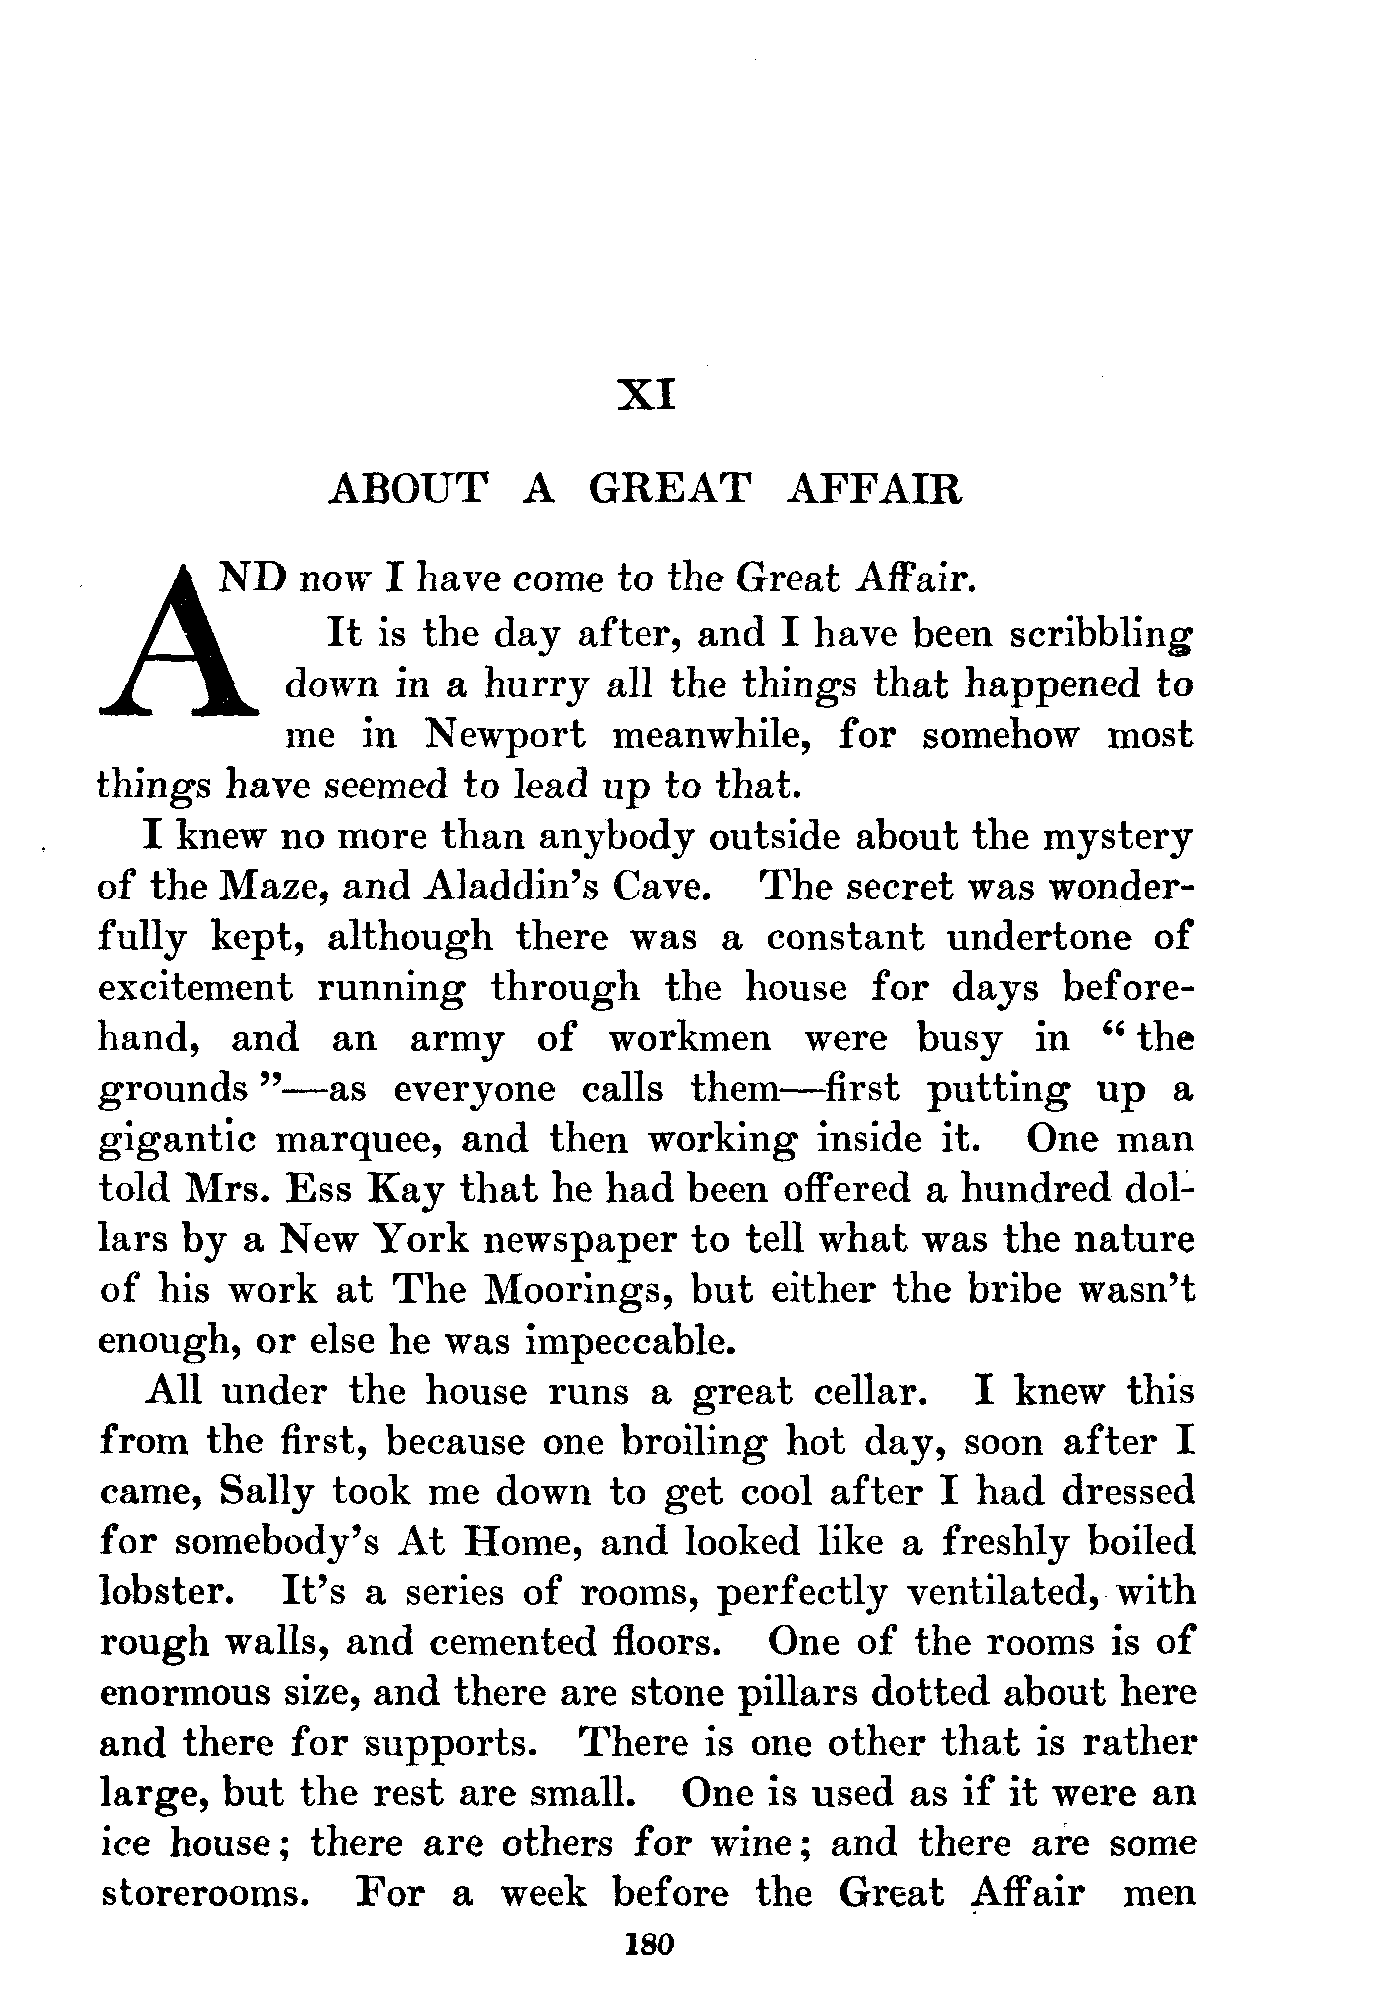 XI
ABOUT A GREAT AFFAIR
AND now I have come to the Great Affair.
It is the day after, and I have been scribbling
down in a hurry all the things that happened to
me in Newport meanwhile, for somehow most
things have seemed to lead up to that.
I knew no more than anybody outside about the mystery
of the Maze, and Aladdin's Cave. The secret was wonder-
fully kept, although there was a constant undertone of
excitement running through the house for days before-
hand, and an army of workmen were busy in “ the
grounds ”—as everyone calls them—first putting up a
gigantic marquee, and then working inside it. One man
told Mrs. Ess Kay that he had been offered a hundred dol-
lars by a New York newspaper to tell what was the nature
of his work at The Moorings, but either the bribe wasn't
enough, or else he was impeccable.
All under the house runs a great cellar. I knew this
from the first, because one broiling hot day, soon after I
came, Sally took me down to get cool after I had dressed
for somebody's At Home, and looked like a freshly boiled
lobster. It's a series of rooms, perfectly ventilated, with
rough walls, and cemented floors. One of the rooms is of
enormous size, and there are stone pillars dotted about here
and there for supports. There is one other that is rather
large, but the rest are small. One is used as if it were an
ice house; there are others for wine; and there are some
storerooms. For a week before the Great Affair men
180